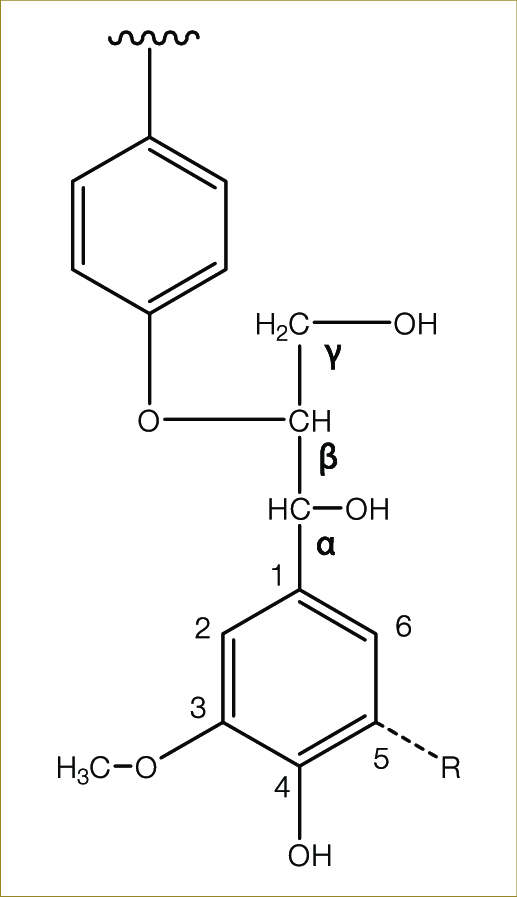 H₂C OH
γ
O CH
β
HC OH
α
1
2 6
3
H₃C O 4 5 R
OH